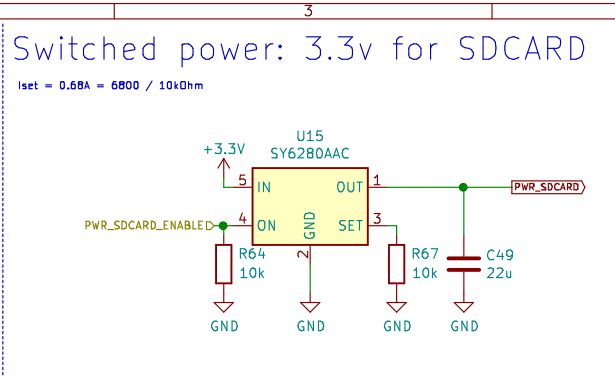 3
Switched power: 3.3v for SDCARD
Iset = 0.68A = 6800 / 10kOhm
U15
SY6280AAC
+3.3V
5 IN OUT 1 PWR_SDCARD
PWR_SDCARD_ENABLE 4 ON GND SET 3
2
R64
10k
R67
10k
C49
22u
GND GND GND GND